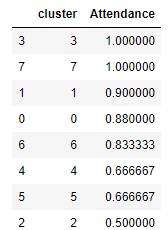 cluster Attendance
3 3 1.000000
7 7 1.000000
1 1 0.900000
0 0 0.880000
6 6 0.833333
4 4 0.666667
5 5 0.666667
2 2 0.500000